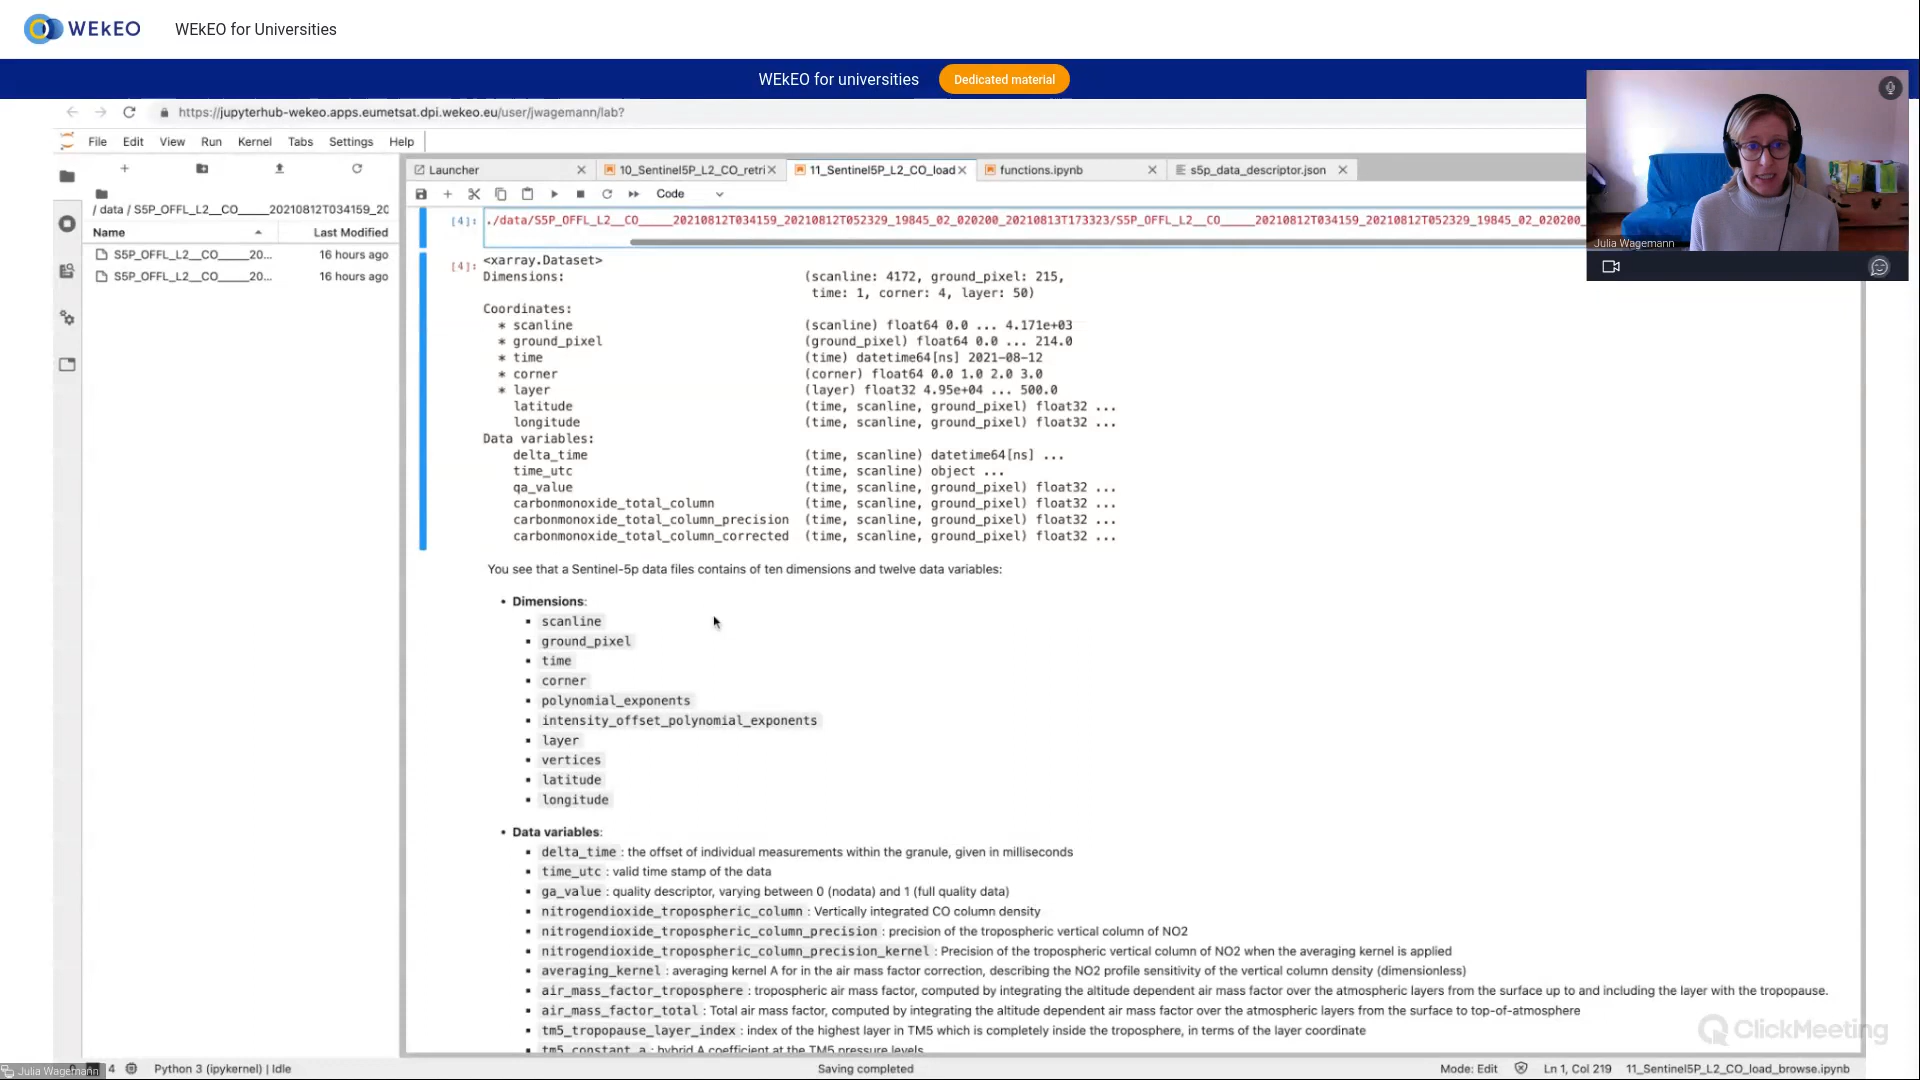 WEkEO
WEkEO for Universities
WEkEO for universities
Dedicated material
https://jupyterhub-wekeo.apps.eumetsat.dpi.wekeo.eu/user/jwagemann/lab?
File Edit View Run Kernel Tabs Settings Help
Launcher
10_Sentinel5P_L2_CO_retri
11_Sentinel5P_L2_CO_load
functions.ipynb
s5p_data_descriptor.json
Code
/ data / S5P_OFFL_L2__CO_____20210812T034159_20
Name Last Modified
S5P_OFFL_L2__CO_____20... 16 hours ago
S5P_OFFL_L2__CO_____20... 16 hours ago
Julia Wagemann
[4]: ./data/S5P_OFFL_L2__CO_____20210812T034159_20210812T052329_19845_02_020200_20210813T173323/S5P_OFFL_L2__CO_____20210812T034159_20210812T052329_19845_02_020200_
[4]: <xarray.Dataset>
Dimensions: (scanline: 4172, ground_pixel: 215,
time: 1, corner: 4, layer: 50)
Coordinates:
* scanline (scanline) float64 0.0 ... 4.171e+03
* ground_pixel (ground_pixel) float64 0.0 ... 214.0
* time (time) datetime64[ns] 2021-08-12
* corner (corner) float64 0.0 1.0 2.0 3.0
* layer (layer) float32 4.95e+04 ... 500.0
latitude (time, scanline, ground_pixel) float32 ...
longitude (time, scanline, ground_pixel) float32 ...
Data variables:
delta_time (time, scanline) datetime64[ns] ...
time_utc (time, scanline) object ...
qa_value (time, scanline, ground_pixel) float32 ...
carbonmonoxide_total_column (time, scanline, ground_pixel) float32 ...
carbonmonoxide_total_column_precision (time, scanline, ground_pixel) float32 ...
carbonmonoxide_total_column_corrected (time, scanline, ground_pixel) float32 ...
You see that a Sentinel-5p data files contains of ten dimensions and twelve data variables:
• Dimensions:
▪ scanline
▪ ground_pixel
▪ time
▪ corner
▪ polynomial_exponents
▪ intensity_offset_polynomial_exponents
▪ layer
▪ vertices
▪ latitude
▪ longitude
• Data variables:
▪ delta_time : the offset of individual measurements within the granule, given in milliseconds
▪ time_utc : valid time stamp of the data
▪ ga_value : quality descriptor, varying between 0 (nodata) and 1 (full quality data)
▪ nitrogendioxide_tropospheric_column : Vertically integrated CO column density
▪ nitrogendioxide_tropospheric_column_precision : precision of the tropospheric vertical column of NO2
▪ nitrogendioxide_tropospheric_column_precision_kernel : Precision of the tropospheric vertical column of NO2 when the averaging kernel is applied
▪ averaging_kernel : averaging kernel A for in the air mass factor correction, describing the NO2 profile sensitivity of the vertical column density (dimensionless)
▪ air_mass_factor_troposphere : tropospheric air mass factor, computed by integrating the altitude dependent air mass factor over the atmospheric layers from the surface up to and including the layer with the tropopause.
▪ air_mass_factor_total : Total air mass factor, computed by integrating the altitude dependent air mass factor over the atmospheric layers from the surface to top-of-atmosphere
▪ tm5_tropopause_layer_index : index of the highest layer in TM5 which is completely inside the troposphere, in terms of the layer coordinate
▪ tm5_constant_a : hybrid A coefficient at the TM5 pressure levels
ClickMeeting
Julia Wagemann
4 Python 3 (ipykernel) | Idle Saving completed Mode: Edit Ln 1, Col 219 11_Sentinel5P_L2_CO_load_browse.ipynb